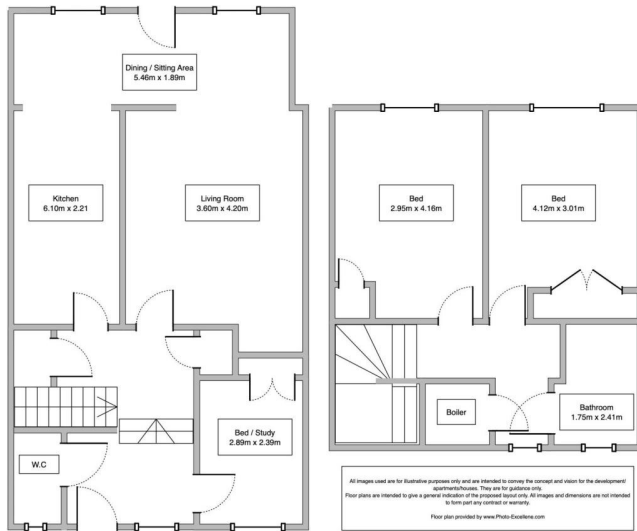 Dining / Sitting Area
5.46m x 1.89m
Kitchen
6.10m x 2.21
Living Room
3.60m x 4.20m
Bed
2.95m x 4.16m
Bed
4.12m x 3.01m
Bed / Study
2.89m x 2.39m
W.C
Boiler
Bathroom
1.75m x 2.41m
All images used are for illustrative purposes only and are intended to convey the concept and vision for the development/
apartments/houses. They are for guidance only.
Floor plans are intended to give a general indication of the proposed layout only. All images and dimensions are not intended
to form part any contract or warranty.
Floor plan provided by www.Photo-Excellene.com